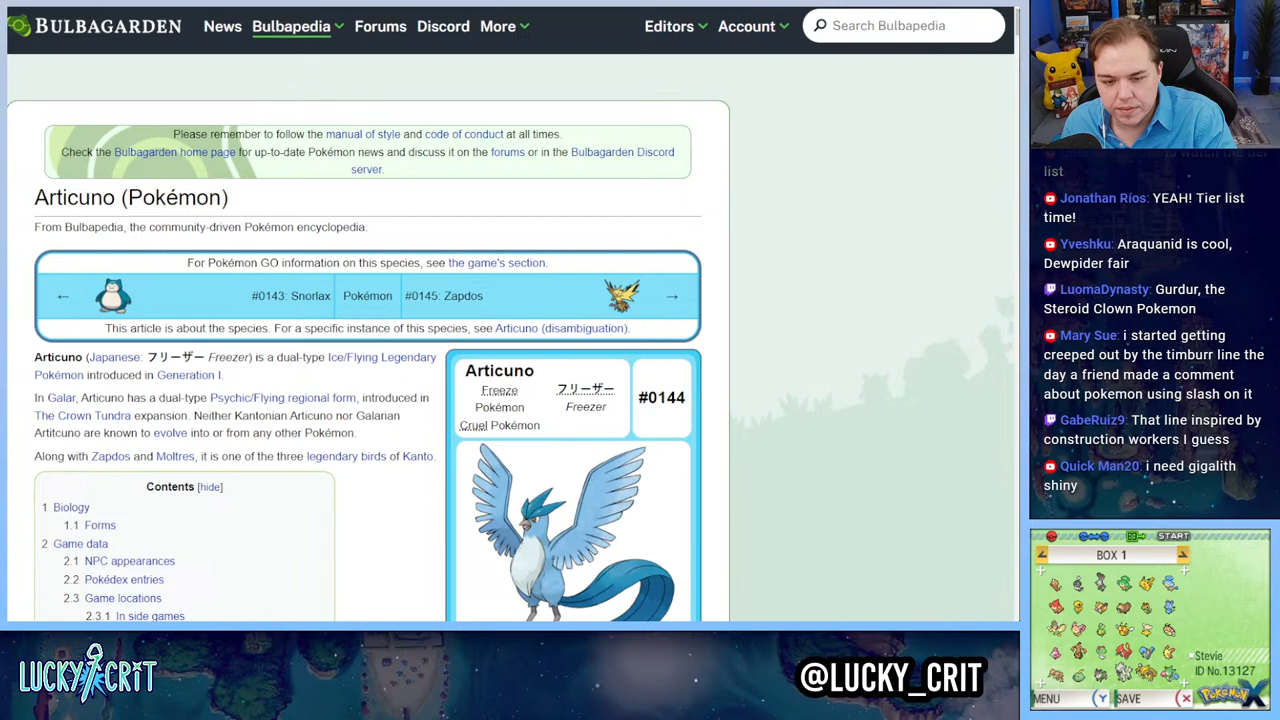 BULBAGARDEN News Bulbapedia Forums Discord More Editors Account Search Bulbapedia
Please remember to follow the manual of style and code of conduct at all times.
Check the Bulbagarden home page for up-to-date Pokémon news and discuss it on the forums or in the Bulbagarden Discord
server.
Articuno (Pokémon)
From Bulbapedia, the community-driven Pokémon encyclopedia.
For Pokémon GO information on this species, see the game's section.
← #0143: Snorlax Pokémon #0145: Zapdos →
This article is about the species. For a specific instance of this species, see Articuno (disambiguation).
Articuno (Japanese: フリーザー Freezer) is a dual-type Ice/Flying Legendary
Pokémon introduced in Generation I.
In Galar, Articuno has a dual-type Psychic/Flying regional form, introduced in
The Crown Tundra expansion. Neither Kantonian Articuno nor Galarian
Artitcuno are known to evolve into or from any other Pokémon.
Along with Zapdos and Moltres, it is one of the three legendary birds of Kanto.
Contents [hide]
1 Biology
1.1 Forms
2 Game data
2.1 NPC appearances
2.2 Pokédex entries
2.3 Game locations
2.3.1 In side games
Articuno
Freeze
Pokémon
Cruel Pokémon
フリーザー
Freezer
#0144
list
Jonathan Ríos: YEAH! Tier list
time!
Yveshku: Araquanid is cool,
Dewpider fair
LuomaDynasty: Gurdur, the
Steroid Clown Pokemon
Mary Sue: i started getting
creeped out by the timburr line the
day a friend made a comment
about pokemon using slash on it
GabeRuiz9: That line inspired by
construction workers I guess
Quick Man20: i need gigalith
shiny
START
BOX 1
Stevie
ID No.13127
MENU Y SAVE X
POKéMON X
LUCKY CRIT
@LUCKY_CRIT